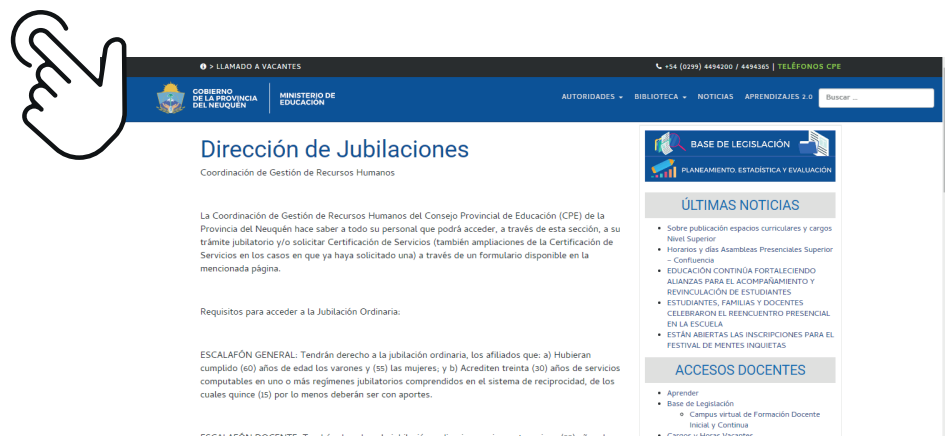 > LLAMADO A VACANTES
+54 (0299) 4494200 / 4494365 | TELÉFONOS CPE
GOBIERNO
DE LA PROVINCIA
DEL NEUQUÉN
MINISTERIO DE
EDUCACIÓN
AUTORIDADES
BIBLIOTECA
NOTICIAS
APRENDIZAJES 2.0
Buscar ...
Dirección de Jubilaciones
Coordinación de Gestión de Recursos Humanos
La Coordinación de Gestión de Recursos Humanos del Consejo Provincial de Educación (CPE) de la
Provincia del Neuquén hace saber a todo su personal que podrá acceder, a través de esta sección, a su
trámite jubilatorio y/o solicitar Certificación de Servicios (también ampliaciones de la Certificación de
Servicios en los casos en que ya haya solicitado una) a través de un formulario disponible en la
mencionada página.
Requisitos para acceder a la Jubilación Ordinaria:
ESCALAFÓN GENERAL: Tendrán derecho a la jubilación ordinaria, los afiliados que: a) Hubieran
cumplido (60) años de edad los varones y (55) las mujeres; y b) Acrediten treinta (30) años de servicios
computables en uno o más regímenes jubilatorios comprendidos en el sistema de reciprocidad, de los
cuales quince (15) por lo menos deberán ser con aportes.
BASE DE LEGISLACIÓN
PLANEAMIENTO, ESTADÍSTICA Y EVALUACIÓN
ÚLTIMAS NOTICIAS
Sobre publicación espacios curriculares y cargos
Nivel Superior
Horarios y días Asambleas Presenciales Superior
– Confluencia
EDUCACIÓN CONTINÚA FORTALECIENDO
ALIANZAS PARA EL ACOMPAÑAMIENTO Y
REVINCULACIÓN DE ESTUDIANTES
ESTUDIANTES, FAMILIAS Y DOCENTES
CELEBRARON EL REENCUENTRO PRESENCIAL
EN LA ESCUELA
ESTÁN ABIERTAS LAS INSCRIPCIONES PARA EL
FESTIVAL DE MENTES INQUIETAS
ACCESOS DOCENTES
Aprender
Base de Legislación
Campus virtual de Formación Docente
Inicial y Continua
Cargos y Horas Vacantes